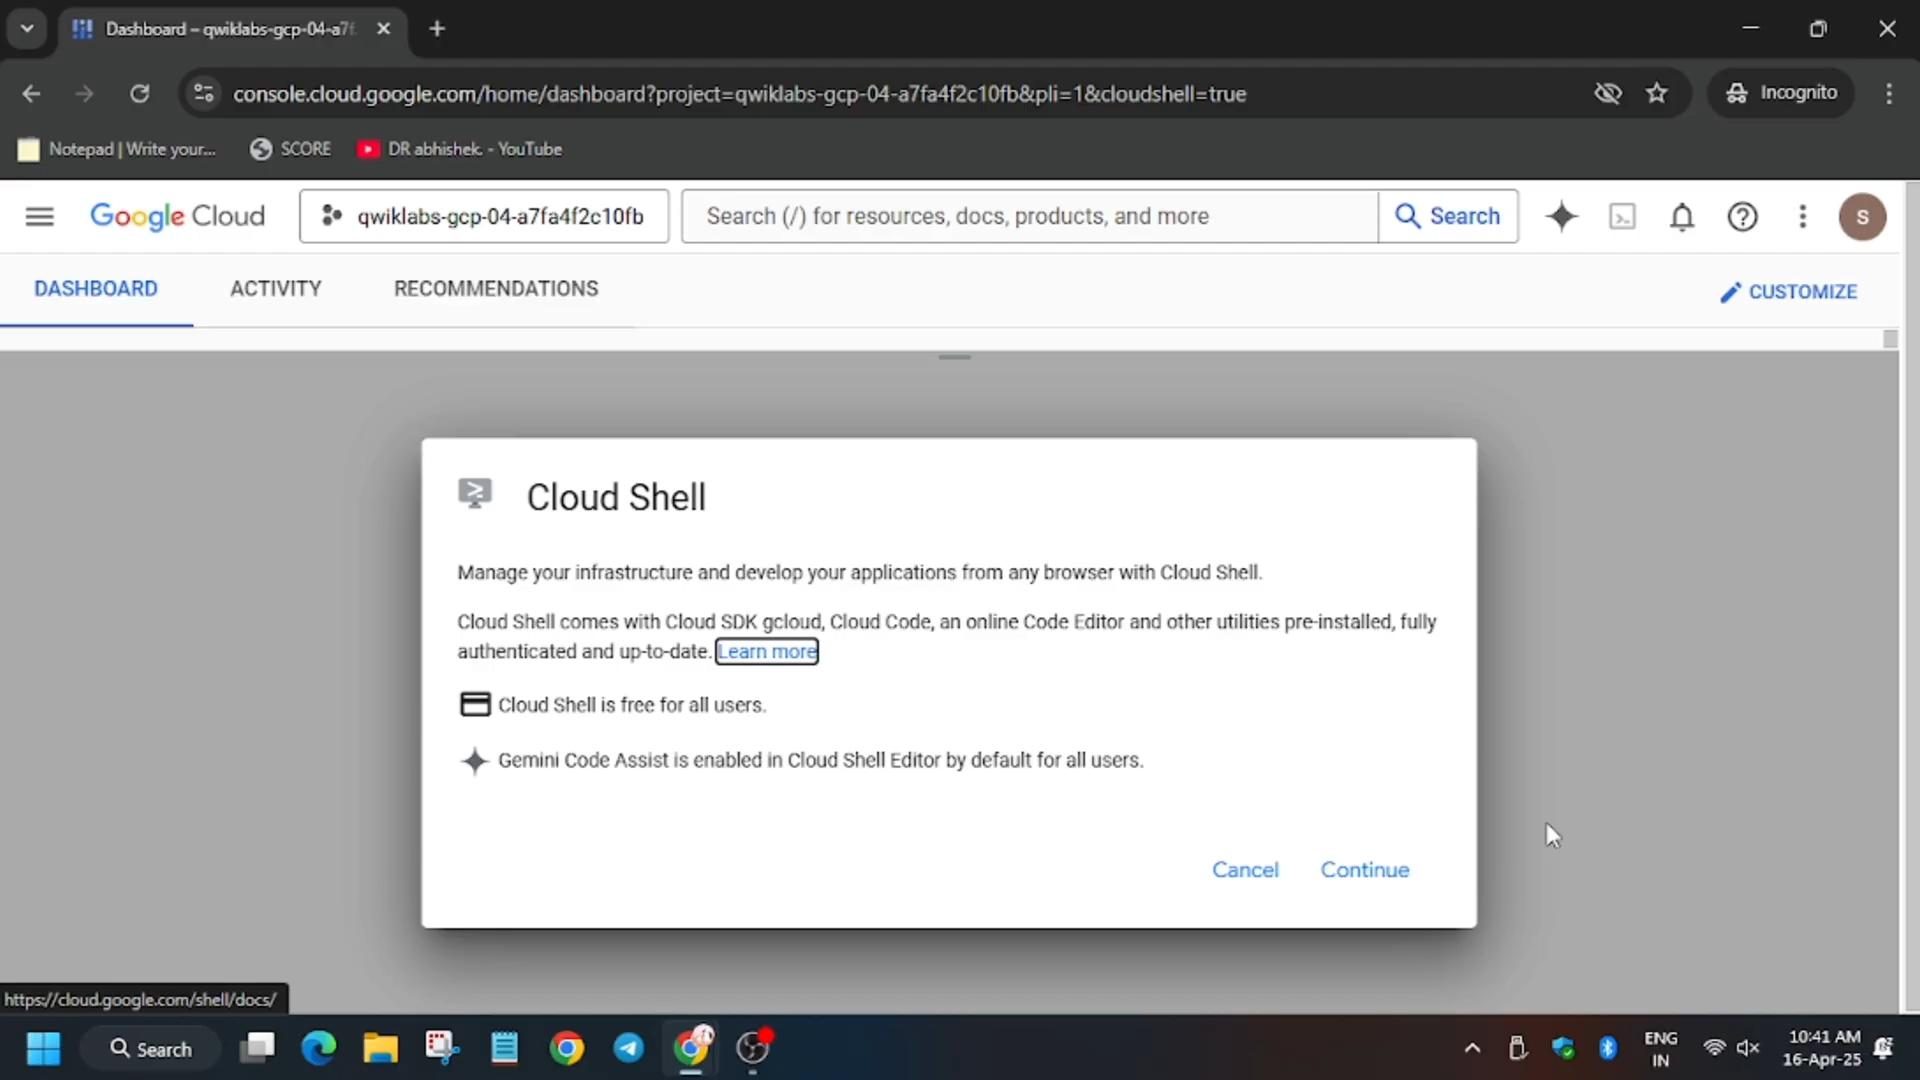 Dashboard – qwiklabs-gcp-04-a7f
console.cloud.google.com/home/dashboard?project=qwiklabs-gcp-04-a7fa4f2c10fb&pli=1&cloudshell=true
Incognito
Notepad | Write your...
SCORE
DR abhishek. - YouTube
Google Cloud
qwiklabs-gcp-04-a7fa4f2c10fb
Search (/) for resources, docs, products, and more
Search
S
DASHBOARD
ACTIVITY
RECOMMENDATIONS
CUSTOMIZE
Cloud Shell
Manage your infrastructure and develop your applications from any browser with Cloud Shell.
Cloud Shell comes with Cloud SDK gcloud, Cloud Code, an online Code Editor and other utilities pre-installed, fully
authenticated and up-to-date. Learn more
Cloud Shell is free for all users.
Gemini Code Assist is enabled in Cloud Shell Editor by default for all users.
Cancel
Continue
https://cloud.google.com/shell/docs/
Search
ENG
IN
10:41 AM
16-Apr-25